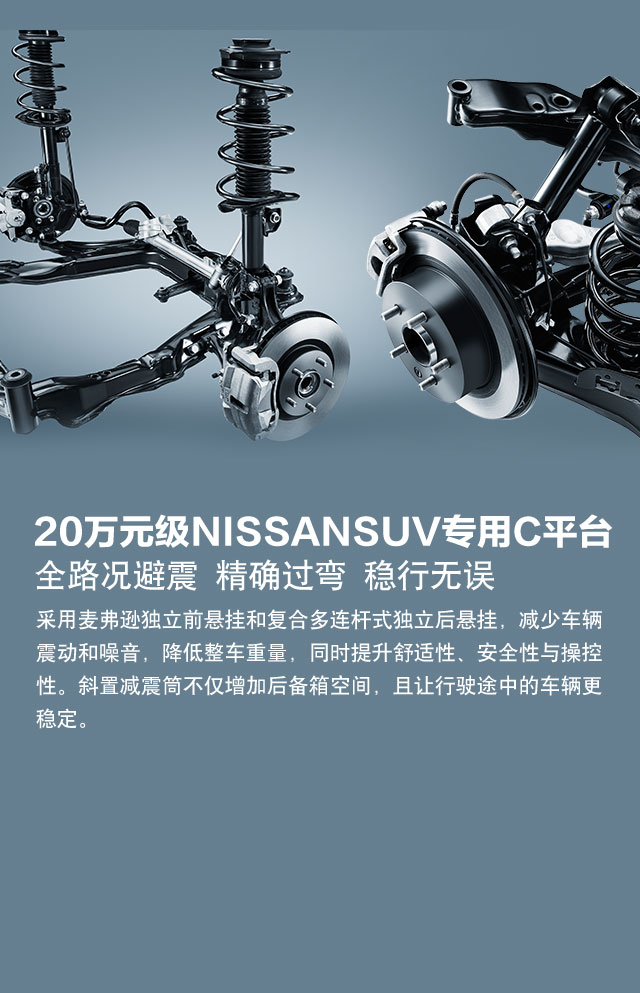 20万元级NISSANSUV专用C平台
全路况避震 精确过弯 稳行无误
采用麦弗逊独立前悬挂和复合多连杆式独立后悬挂，减少车辆
震动和噪音，降低整车重量，同时提升舒适性、安全性与操控
性。斜置减震筒不仅增加后备箱空间，且让行驶途中的车辆更
稳定。